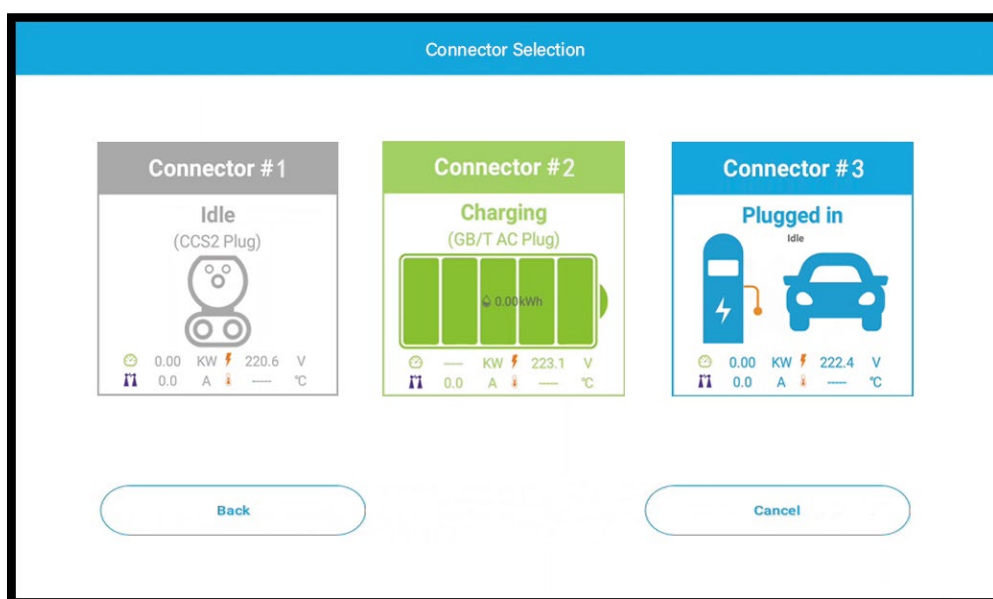 Connector Selection
Connector #1
Idle
(CCS2 Plug)
0.00 KW 220.6 V
0.0 A ---- °C
Connector #2
Charging
(GB/T AC Plug)
0.00kWh
---- KW 223.1 V
0.0 A ---- °C
Connector #3
Plugged in
Idle
0.00 KW 222.4 V
0.0 A ---- °C
Back
Cancel